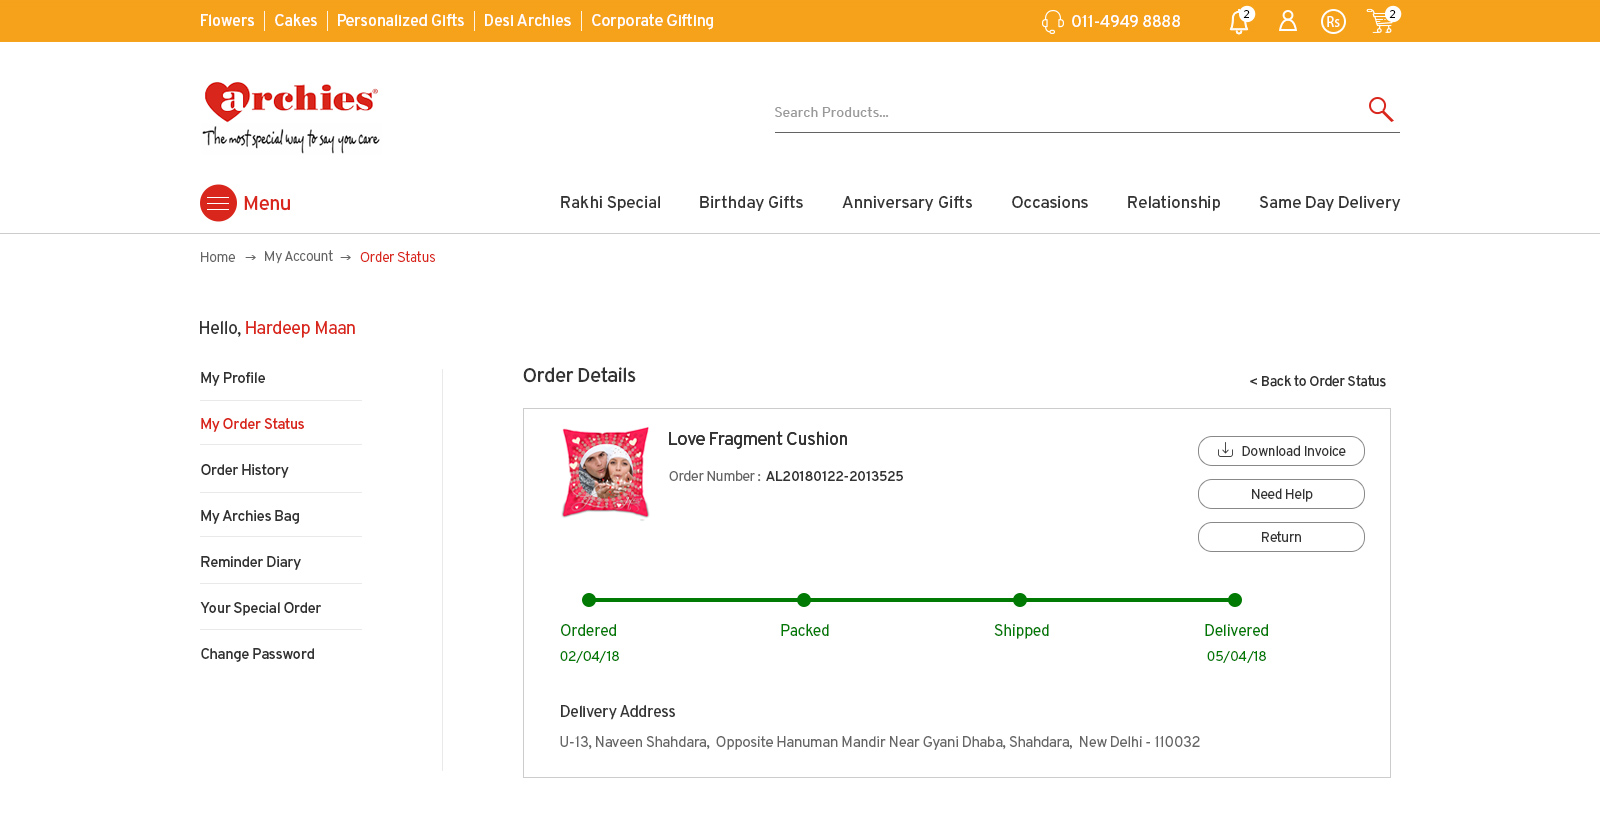 Flowers Cakes Personalized Gifts Desi Archies Corporate Gifting 011-4949 8888 2 Rs 2
archies®
The most special way to say you care
Search Products...
Menu Rakhi Special Birthday Gifts Anniversary Gifts Occasions Relationship Same Day Delivery
Home → My Account → Order Status
Hello, Hardeep Maan
My Profile
My Order Status
Order History
My Archies Bag
Reminder Diary
Your Special Order
Change Password
Order Details
< Back to Order Status
Love Fragment Cushion
Order Number : AL20180122-2013525
Download Invoice
Need Help
Return
Ordered Packed Shipped Delivered
02/04/18 05/04/18
Delivery Address
U-13, Naveen Shahdara, Opposite Hanuman Mandir Near Gyani Dhaba, Shahdara, New Delhi - 110032